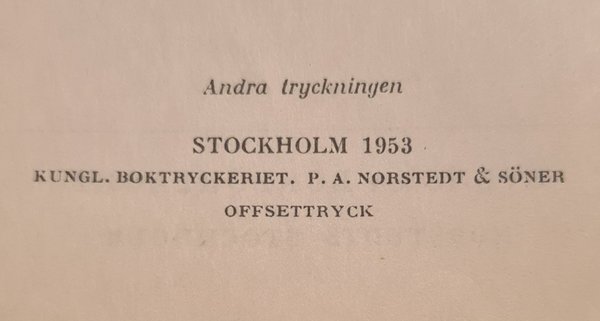 Andra tryckningen
STOCKHOLM 1953
KUNGL. BOKTRYCKERIET. P. A. NORSTEDT & SÖNER
OFFSETTRYCK